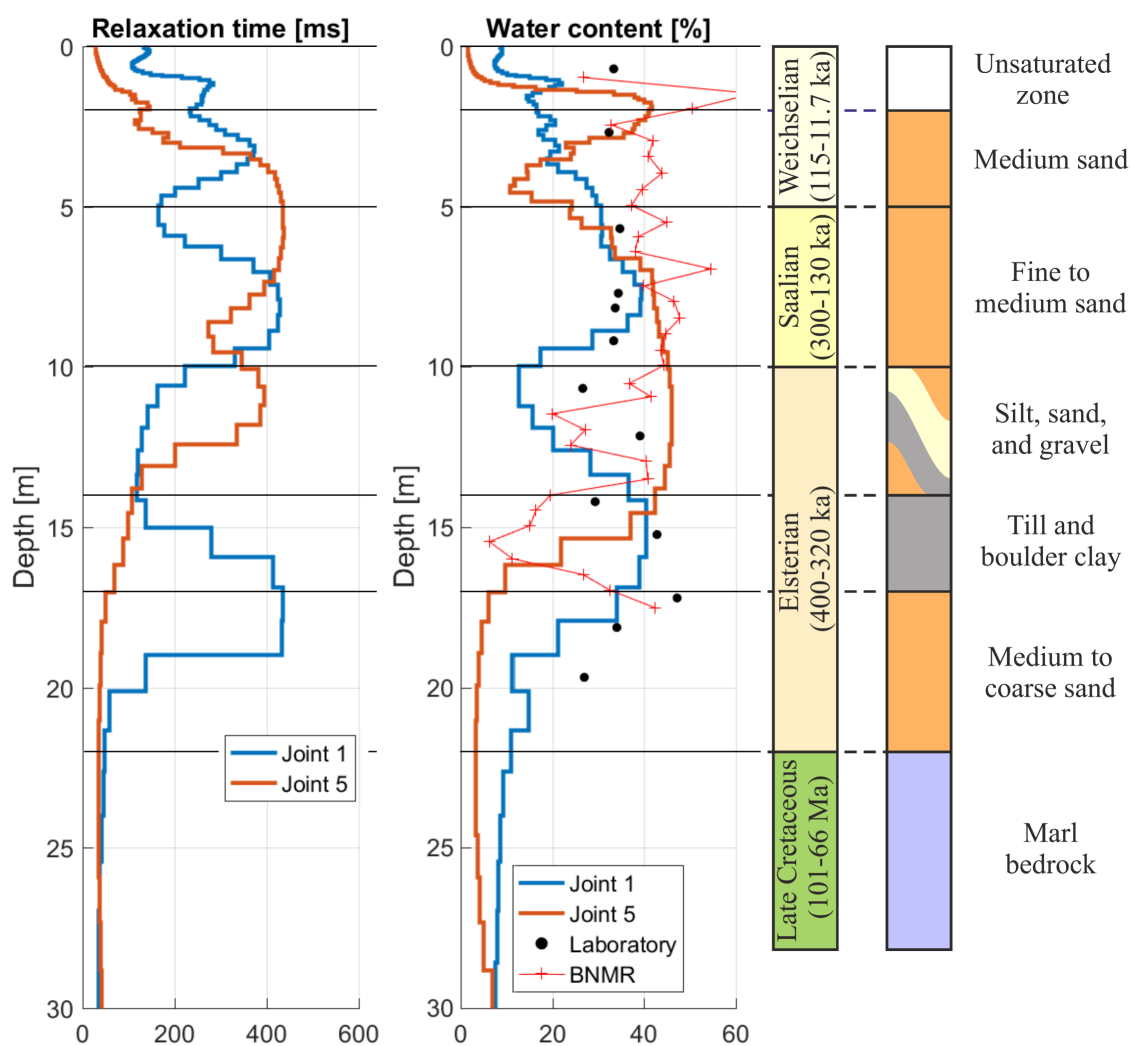 Relaxation time [ms]
Water content [%]
0
5
10
15
20
25
30
Depth [m]
0
200
400
600
Joint 1
Joint 5
0
5
10
15
20
25
30
Depth [m]
0
20
40
60
Joint 1
Joint 5
Laboratory
BNMR
Weichselian
(115-11.7 ka)
Saalian
(300-130 ka)
Elsterian
(400-320 ka)
Late Cretaceous
(101-66 Ma)
Unsaturated
zone
Medium sand
Fine to
medium sand
Silt, sand,
and gravel
Till and
boulder clay
Medium to
coarse sand
Marl
bedrock